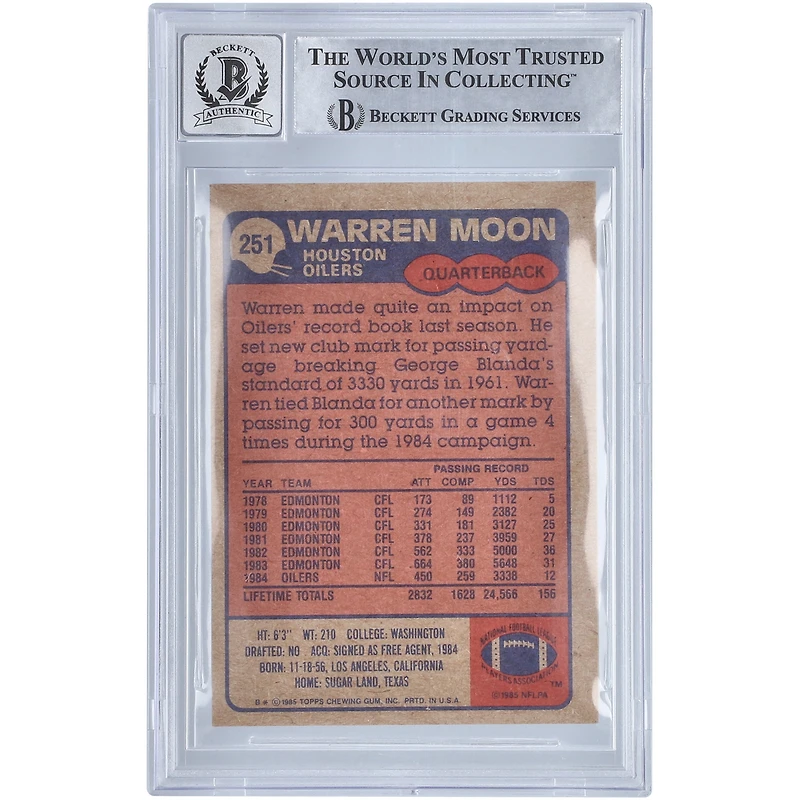 BECKETT
B
AUTHENTIC
THE WORLD'S MOST TRUSTED
SOURCE IN COLLECTING™
B BECKETT GRADING SERVICES
251
WARREN MOON
HOUSTON
OILERS
QUARTERBACK
Warren made quite an impact on
Oilers' record book last season. He
set new club mark for passing yard-
age breaking George Blanda's
standard of 3330 yards in 1961. War-
ren tied Blanda for another mark by
passing for 300 yards in a game 4
times during the 1984 campaign.
PASSING RECORD
YEAR TEAM ATT COMP YDS TDS
1978 EDMONTON CFL 173 89 1112 5
1979 EDMONTON CFL 274 149 2382 20
1980 EDMONTON CFL 331 181 3127 25
1981 EDMONTON CFL 378 237 3959 27
1982 EDMONTON CFL 562 333 5000 36
1983 EDMONTON CFL 664 380 5648 31
1984 OILERS NFL 450 259 3338 12
LIFETIME TOTALS 2832 1628 24,566 156
HT: 6'3" WT: 210 COLLEGE: WASHINGTON
DRAFTED: NO ACQ: SIGNED AS FREE AGENT, 1984
BORN: 11-18-56, LOS ANGELES, CALIFORNIA
HOME: SUGAR LAND, TEXAS
B * © 1985 TOPPS CHEWING GUM, INC. PRTD. IN U.S.A.
NATIONAL FOOTBALL LEAGUE
PLAYERS ASSOCIATION
™
© 1985 NFLPA